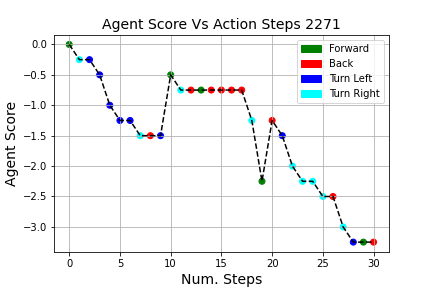 Agent Score Vs Action Steps 2271
Agent Score
0.0
−0.5
−1.0
−1.5
−2.0
−2.5
−3.0
Forward
Back
Turn Left
Turn Right
0 5 10 15 20 25 30
Num. Steps